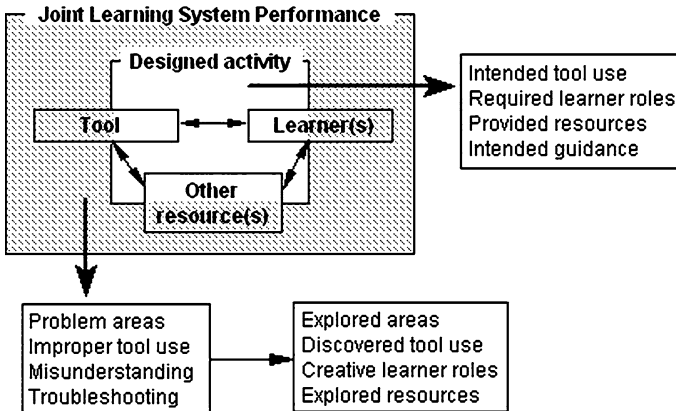 Joint Learning System Performance
Designed activity
Tool
Learner(s)
Other
resource(s)
Intended tool use
Required learner roles
Provided resources
Intended guidance
Problem areas
Improper tool use
Misunderstanding
Troubleshooting
Explored areas
Discovered tool use
Creative learner roles
Explored resources